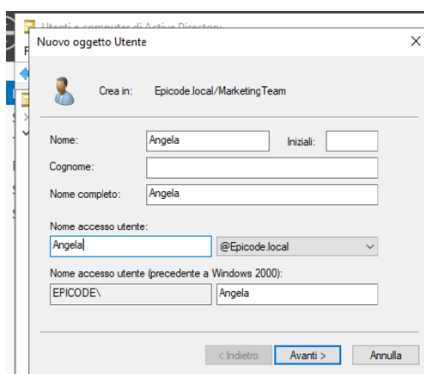 Utenti e computer di Active Directory
Nuovo oggetto Utente
Crea in: Epicode.local/MarketingTeam
Nome: Angela Iniziali:
Cognome:
Nome completo: Angela
Nome accesso utente:
Angela @Epicode.local
Nome accesso utente (precedente a Windows 2000):
EPICODE\ Angela
< Indietro Avanti > Annulla